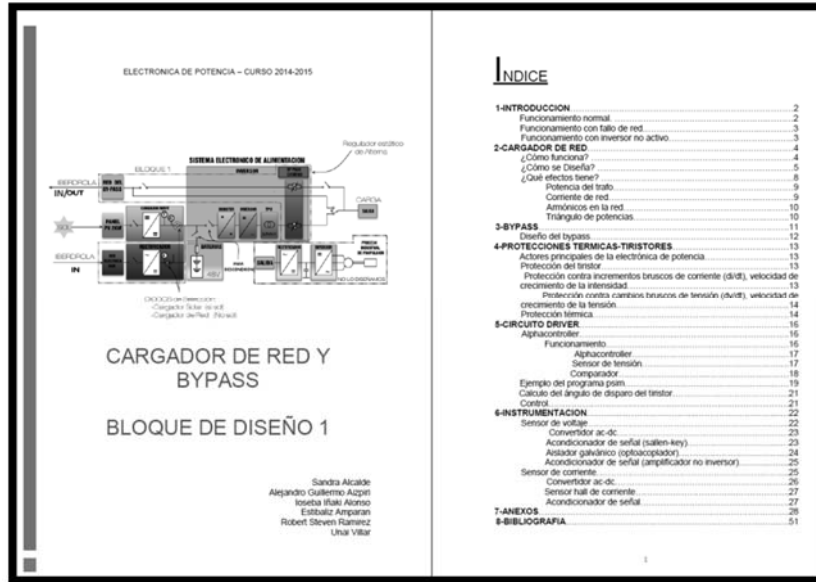 ELECTRONICA DE POTENCIA – CURSO 2014-2015
Regulador estático
de Alterna
SISTEMA ELECTRONICO DE ALIMENTACION
BLOQUE 1
IBERDROLA
IN/OUT
CARGA
IBERDROLA
IN
SALIDA
CARGADOR DE RED Y
BYPASS
BLOQUE DE DISEÑO 1
Sandra Alcalde
Alejandro Guillermo Aizpiri
Ioseba Iñaki Alonso
Estibaliz Amparan
Robert Steven Ramirez
Unai Villar
INDICE
1-INTRODUCCION 2
Funcionamiento normal 2
Funcionamiento con fallo de red 3
Funcionamiento con inversor no activo 3
2-CARGADOR DE RED 4
¿Cómo funciona? 4
¿Cómo se Diseña? 5
¿Qué efectos tiene? 8
Potencia del trafo 9
Corriente de red 9
Armónicos en la red 10
Triángulo de potencias 10
3-BYPASS 11
Diseño del bypass 12
4-PROTECCIONES TERMICAS-TIRISTORES 13
Actores principales de la electrónica de potencia 13
Protección del tiristor 13
Protección contra incrementos bruscos de corriente (di/dt), velocidad de
crecimiento de la intensidad 13
Protección contra cambios bruscos de tensión (dv/dt), velocidad de
crecimiento de la tensión 14
Protección térmica 14
5-CIRCUITO DRIVER 16
Alphacontroller 16
Funcionamiento 16
Alphacontroller 17
Sensor de tensión 17
Comparador 18
Ejemplo del programa psim 19
Calculo del ángulo de disparo del tiristor 21
Control 21
6-INSTRUMENTACION 22
Sensor de voltaje 22
Convertidor ac-dc 23
Acondicionador de señal (sallen-key) 23
Aislador galvánico (optoacoplador) 24
Acondicionador de señal (amplificador no inversor) 25
Sensor de corriente 25
Convertidor ac-dc 26
Sensor hall de corriente 27
Acondicionador de señal 27
7-ANEXOS 28
8-BIBLIOGRAFIA 51
1